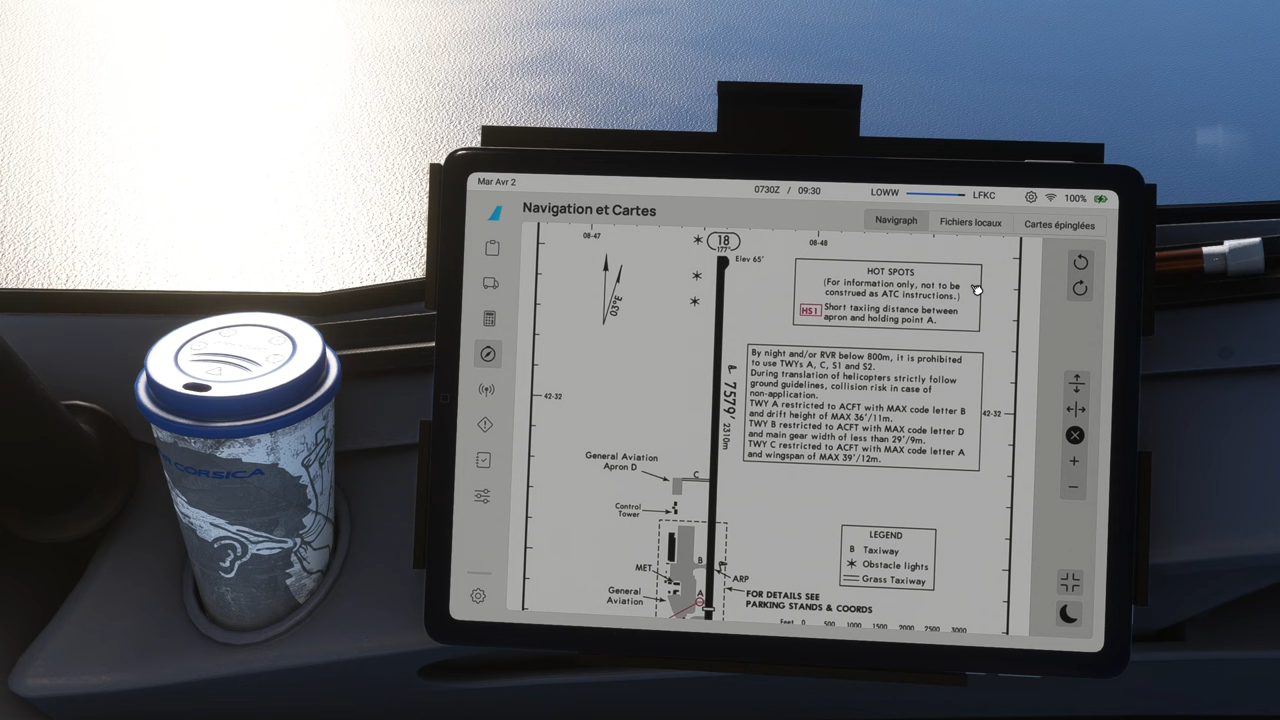 Mar Avr 2
0730Z / 09:30
LOWW
LFKC
100%
Navigation et Cartes
Navigraph
Fichiers locaux
Cartes épinglées
08-47
18
177°
08-48
Elev 65'
03°E
HOT SPOTS
(For information only, not to be
construed as ATC instructions.)
HS1 Short taxiing distance between
apron and holding point A.
By night and/or RVR below 800m, it is prohibited
to use TWYs A, C, S1 and S2.
During translation of helicopters strictly follow
ground guidelines, collision risk in case of
non-application.
TWY A restricted to ACFT with MAX code letter B
and drift height of MAX 36'/11m.
TWY B restricted to ACFT with MAX code letter D
and main gear width of less than 29'/9m.
TWY C restricted to ACFT with MAX code letter A
and wingspan of MAX 39'/12m.
7579'
2310m
42-32
42-32
General Aviation
Apron D
C
Control
Tower
LEGEND
B Taxiway
Obstacle lights
Grass Taxiway
B
MET
ARP
General
Aviation
A
FOR DETAILS SEE
PARKING STANDS & COORDS
Feet 0 500 1000 1500 2000 2500 3000
CORSICA